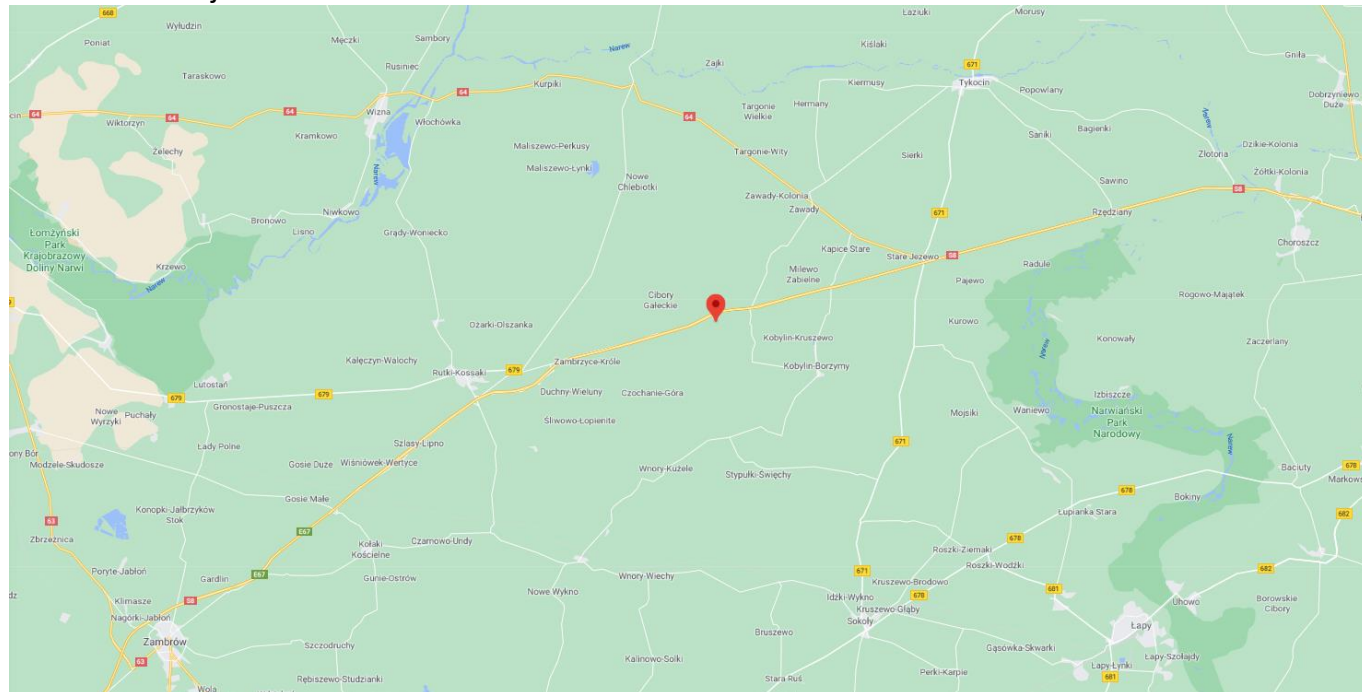 668
Wyłudzin
Poniat
Męczki
Sambory
Łaziuki
Morusy
Kiślaki
Narew
Gniła
Rusiniec
Zajki
671
Tykocin
Taraskowo
Kurpiki
Kiermusy
Popowlany
Dobrzyniewo
Duże
64
64
64
64
Wizna
Wiktorzyn
Włochówka
Targonie
Wielkie
Hermany
64
Kramkowo
Saniki
Bagienki
Narew
Żelechy
Maliszewo-Perkusy
Targonie-Wity
Sierki
Złotoria
Dzikie-Kolonia
Narew
Maliszewo-Łynki
Nowe
Chlebiotki
Żółtki-Kolonia
Sawino
S8
Zawady-Kolonia
Zawady
Niwkowo
Bronowo
Lisno
Grądy-Woniecko
671
Rzędziany
Łomżyński
Park
Krajobrazowy
Doliny Narwi
Krzewo
Narew
Kapice Stare
Stare Jeżewo
S8
Choroszcz
Radule
Milewo
Zabielne
Pajewo
Cibory
Gałeckie
Rogowo-Majątek
Ożarki-Olszanka
Kurowo
Kobylin-Kruszewo
Konowały
Zaczerlany
Narew
Kałęczyn-Walochy
Zambrzyce-Króle
Kobylin-Borzymy
Rutki-Kossaki
679
Lutostań
679
679
Duchny-Wieluny
Czochanie-Góra
Izbiszcze
Gronostaje-Puszcza
Nowe
Wyrzyki
Puchały
Śliwowo-Łopienite
Mojsiki
Waniewo
Narwiański
Park
Narodowy
Łady Polne
Szlasy-Lipno
671
Narew
Modzele-Skudosze
Gosie Duże
Wiśniówek-Wertyce
Wnory-Kużele
Stypułki-Święchy
Baciuty
678
Markows
678
Bokiny
Gosie Małe
Konopki-Jałbrzyków
Stok
Łupianka Stara
63
682
E67
Zbrzeźnica
Kołaki
Kościelne
Czarnowo-Undy
678
Roszki-Ziemaki
Roszki-Wodźki
Poryte-Jabłoń
Gardlin
E67
Gunie-Ostrów
Wnory-Wiechy
671
Kruszewo-Brodowo
682
Nowe Wykno
Idźki-Wykno
678
681
Uhowo
Borowskie
Cibory
Klimasze
S8
Kruszewo-Głąby
Nagórki-Jabłoń
Sokoły
Łapy
Bruszewo
Zambrów
Szczodruchy
Gąsówka-Skwarki
Kalinowo-Solki
Łapy-Łynki
Łapy-Szołajdy
63
Perki-Karpie
Rębiszewo-Studzianki
Stara Ruś
681
Wola